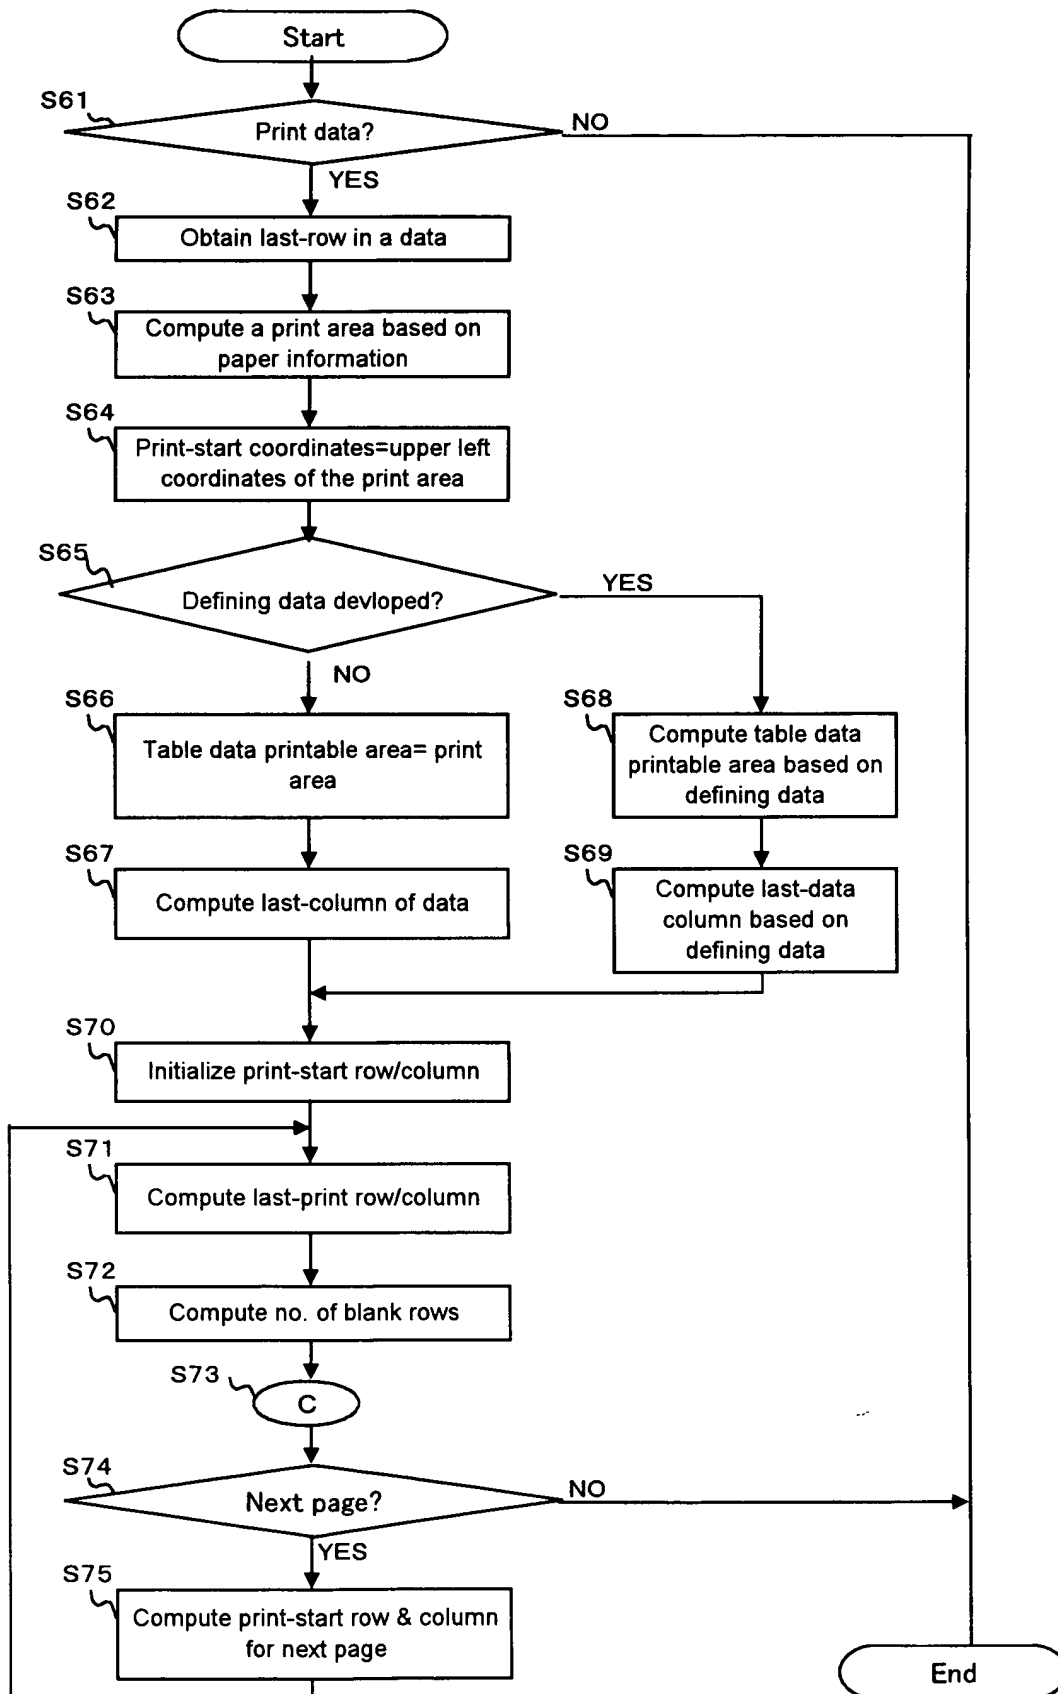 Start
S61
Print data?
NO
YES
S62
Obtain last-row in a data
S63
Compute a print area based on
paper information
S64
Print-start coordinates=upper left
coordinates of the print area
S65
Defining data devloped?
YES
NO
S66
Table data printable area= print
area
S68
Compute table data
printable area based on
defining data
S67
Compute last-column of data
S69
Compute last-data
column based on
defining data
S70
Initialize print-start row/column
S71
Compute last-print row/column
S72
Compute no. of blank rows
S73
C
S74
Next page?
NO
YES
S75
Compute print-start row & column
for next page
End